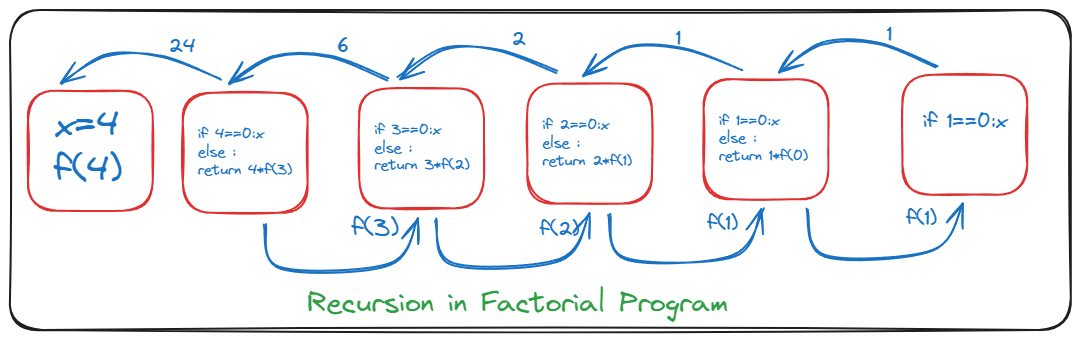 24
6
2
1
1
x=4
f(4)
if 4==0:x
else :
return 4*f(3)
if 3==0:x
else :
return 3*f(2)
if 2==0:x
else :
return 2*f(1)
if 1==0:x
else :
return 1*f(0)
if 1==0:x
f(3)
f(2)
f(1)
f(1)
Recursion in Factorial Program